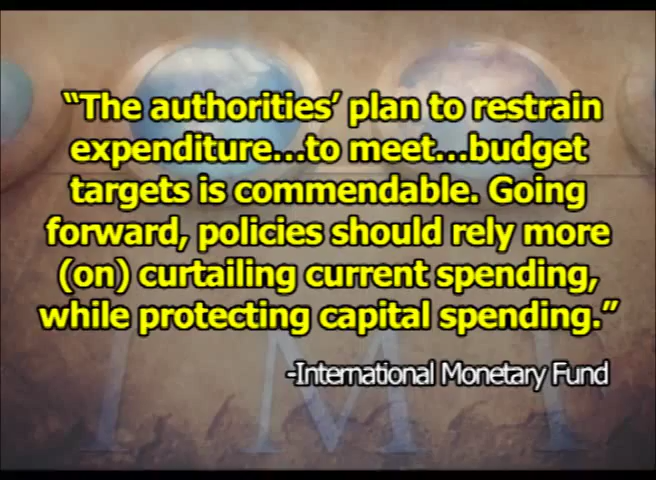 “The authorities’ plan to restrain
expenditure...to meet...budget
targets is commendable. Going
forward, policies should rely more
(on) curtailing current spending,
while protecting capital spending.”
-International Monetary Fund
I M F